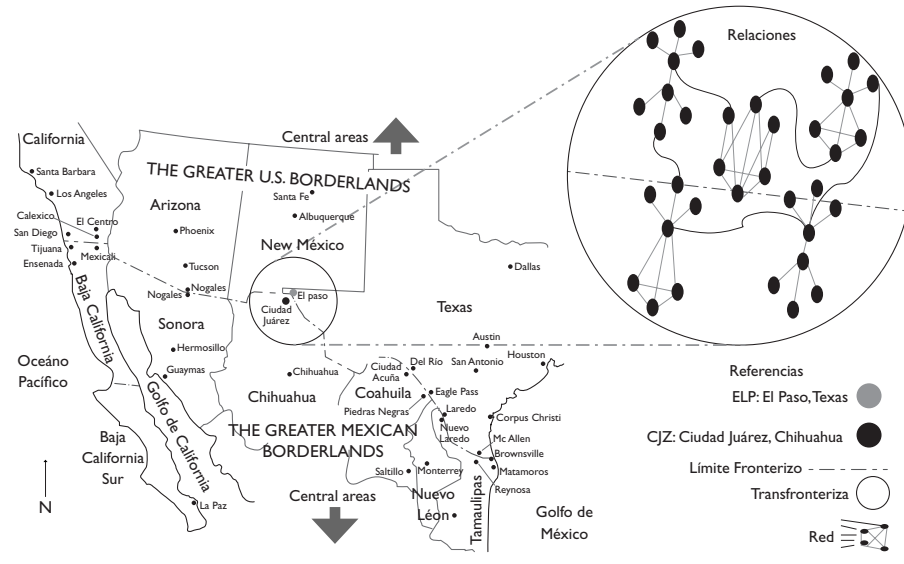 Relaciones
California
Central areas
THE GREATER U.S. BORDERLANDS
Santa Barbara
Los Angeles
Santa Fe
Arizona
Calexico
El Centro
Albuquerque
San Diego
Phoenix
New México
Tijuana
Mexicali
Ensenada
Tucson
Dallas
Baja California
Nogales
Nogales
El paso
Ciudad
Juárez
Texas
Sonora
Austin
Hermosillo
Houston
Oceáno
Pacífico
Guaymas
Chihuahua
Ciudad
Acuña
Del Río
San Antonio
Referencias
Golfo de California
Chihuahua
Coahuila
Eagle Pass
ELP: El Paso, Texas
Piedras Negras
Laredo
Corpus Christi
Nuevo
Laredo
THE GREATER MEXICAN
BORDERLANDS
Mc Allen
CJZ: Ciudad Juárez, Chihuahua
Baja
California
Sur
Brownsville
Saltillo
Monterrey
Matamoros
Límite Fronterizo
Reynosa
Central areas
Nuevo
Léon
Tamaulipas
Transfronteriza
N
La Paz
Golfo de
México
Red